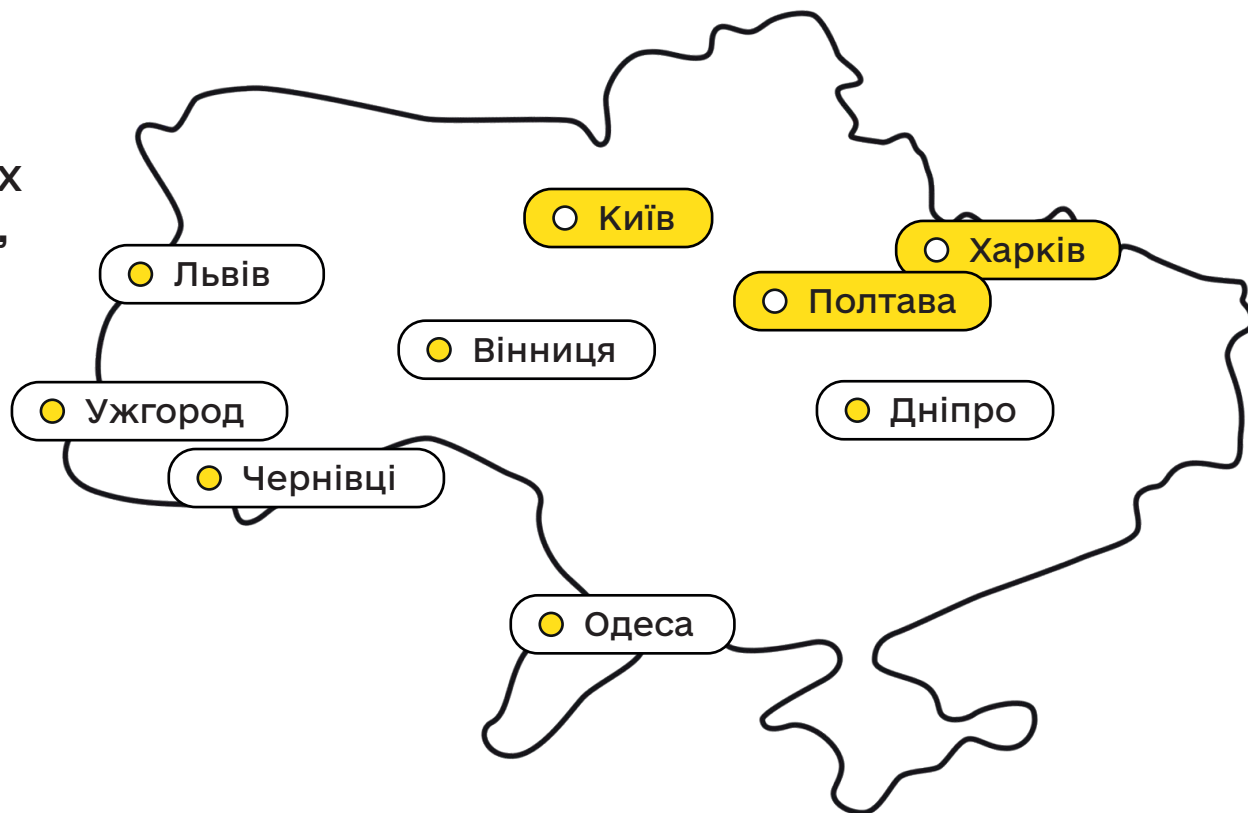 х
,
Київ
Харків
Львів
Полтава
Вінниця
Ужгород
Дніпро
Чернівці
Одеса